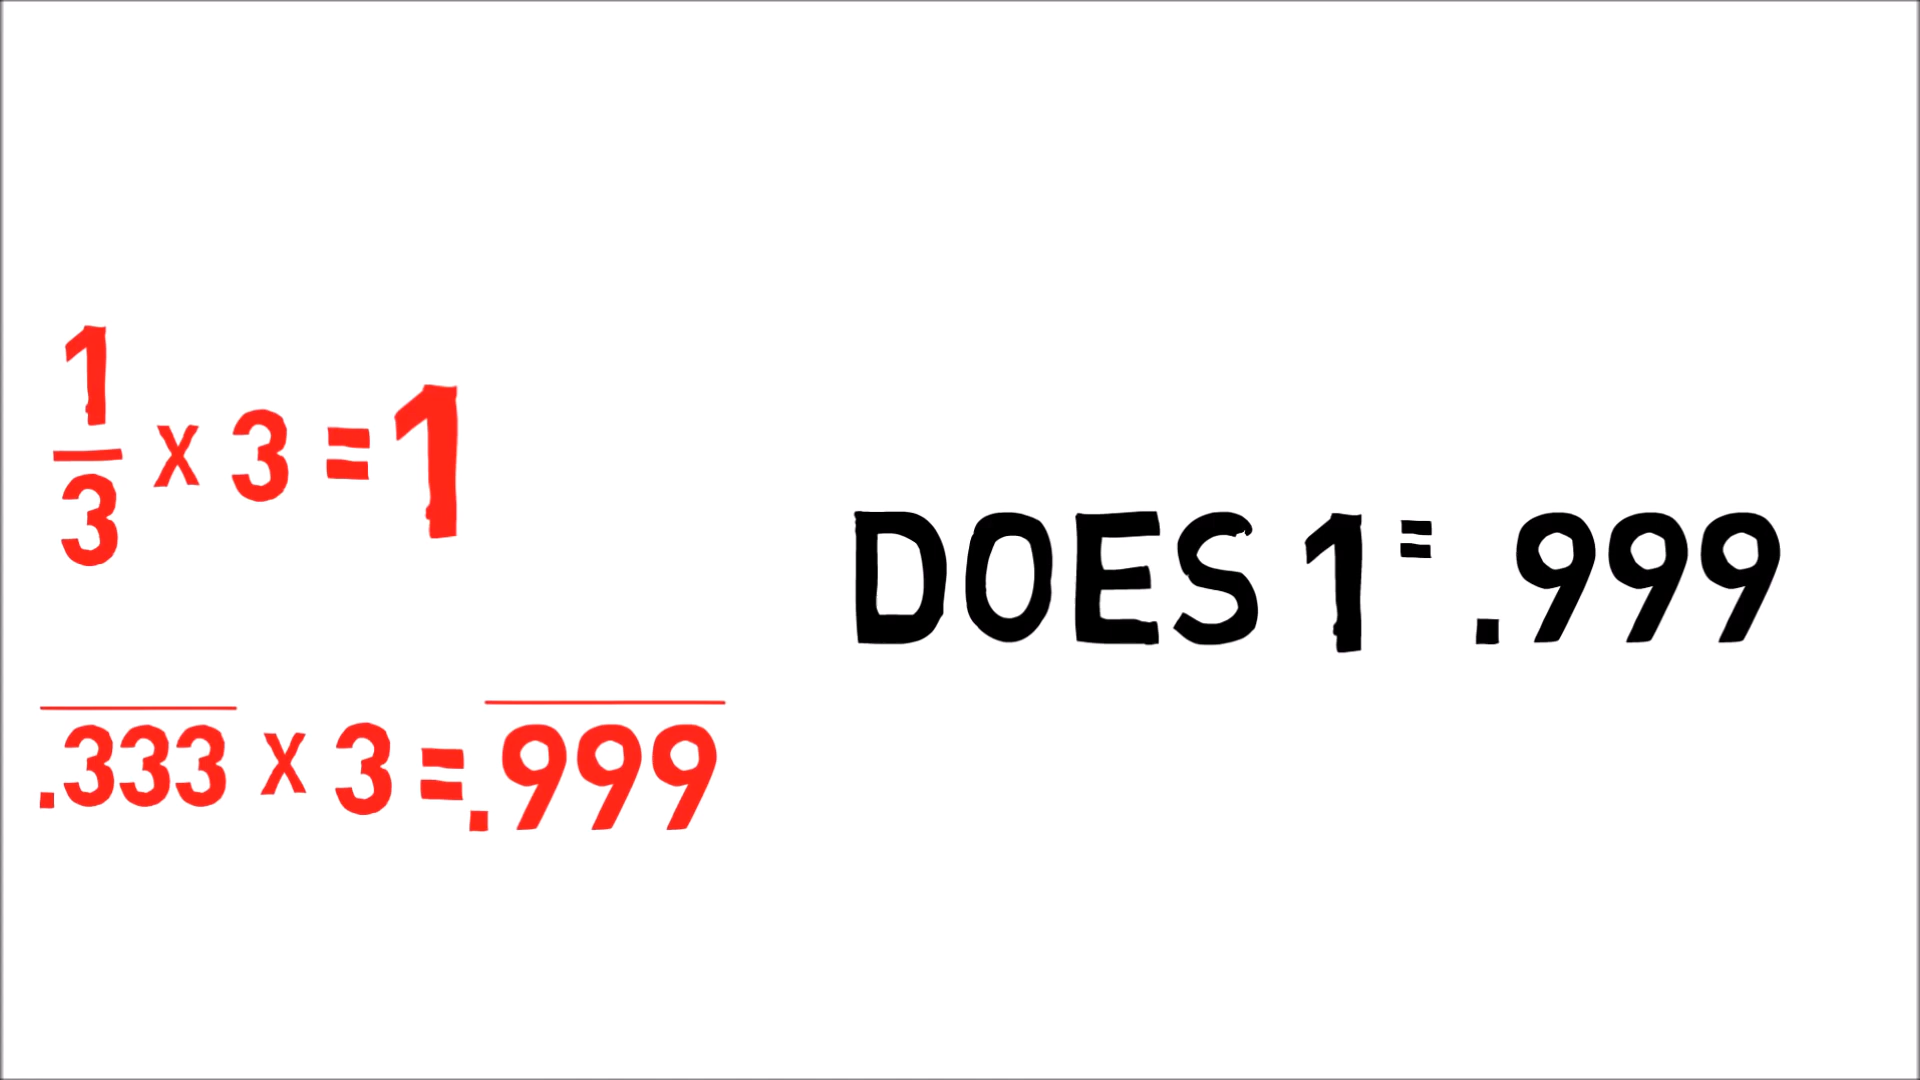 1/3 x 3 = 1
.333 x 3 = .999
DOES 1 = .999